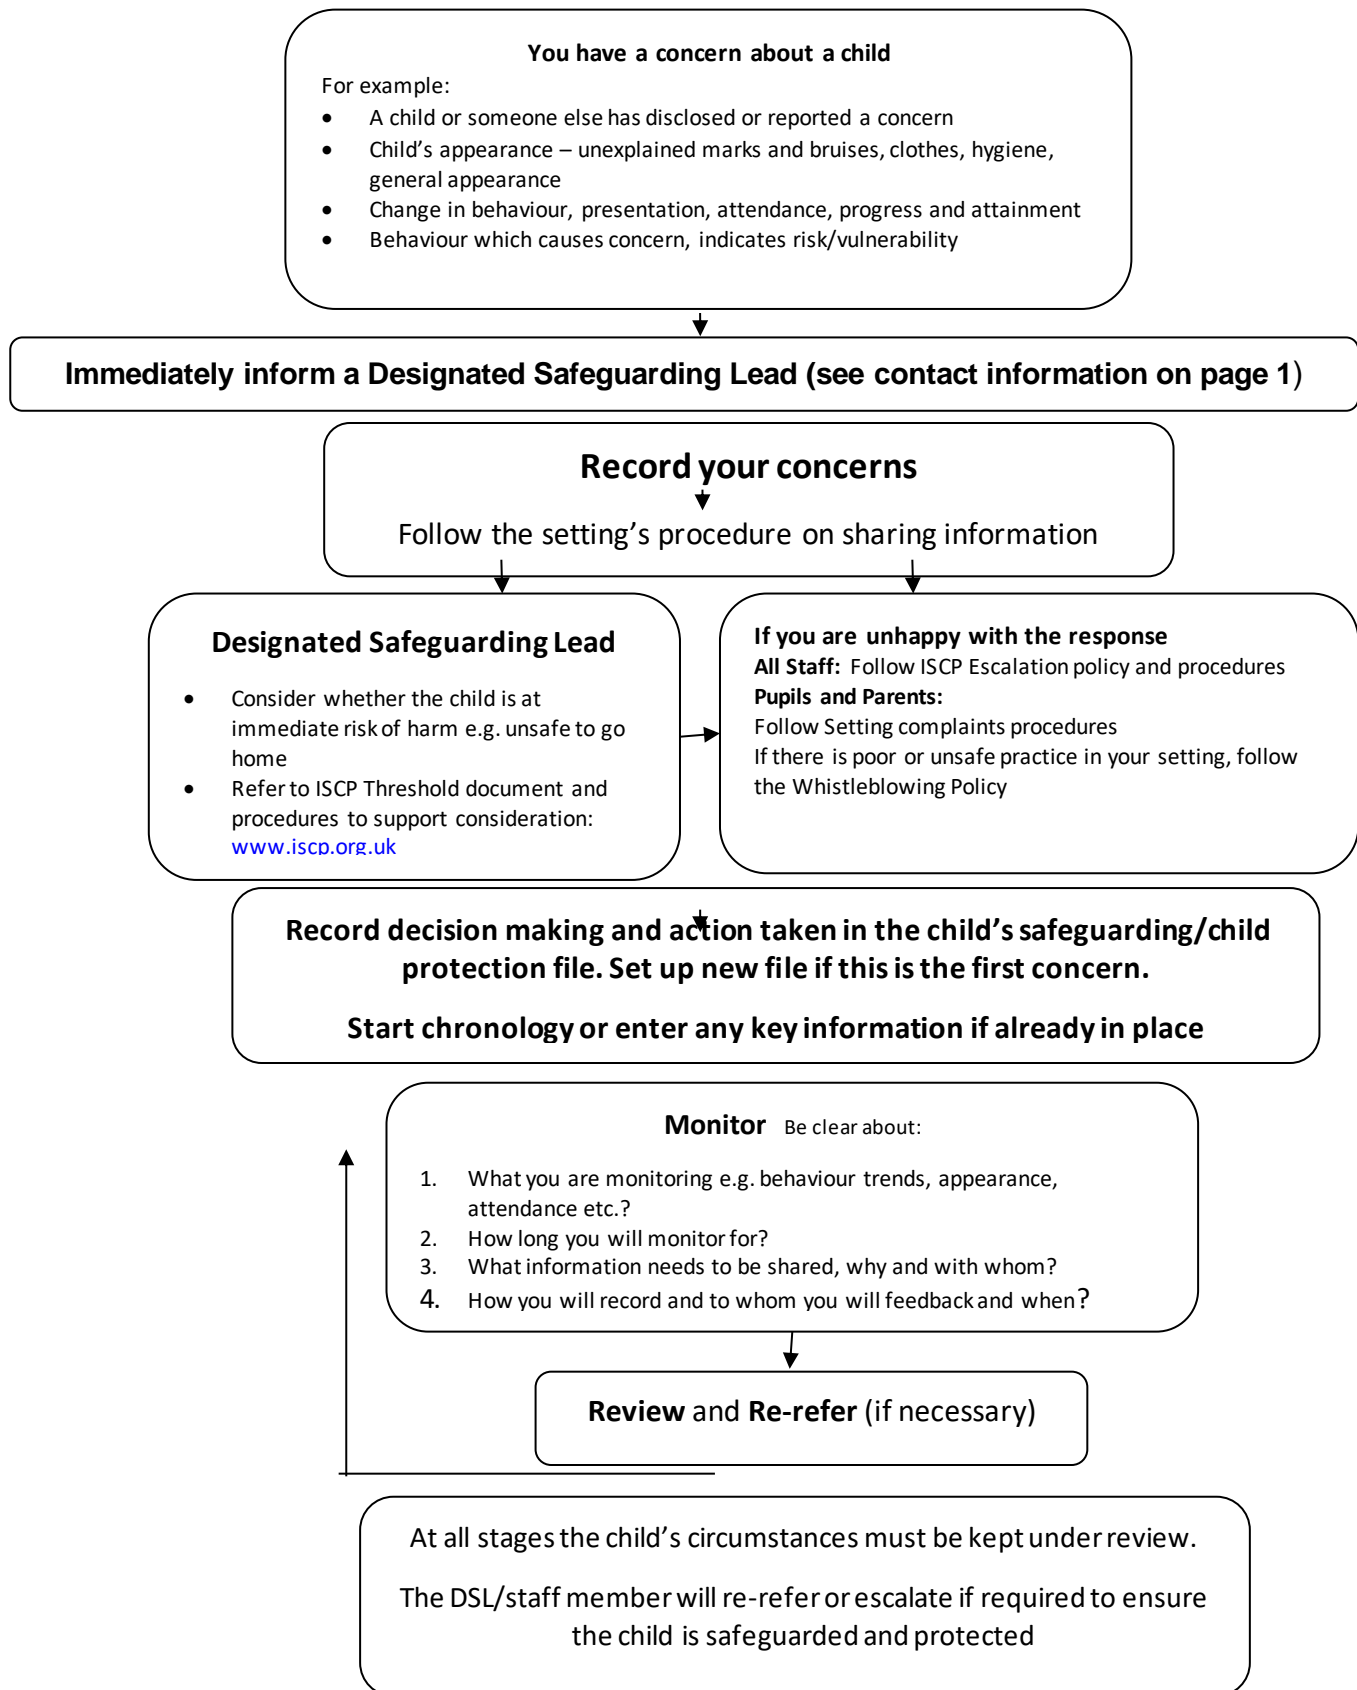 You have a concern about a child
For example:
• A child or someone else has disclosed or reported a concern
• Child’s appearance – unexplained marks and bruises, clothes, hygiene,
general appearance
• Change in behaviour, presentation, attendance, progress and attainment
• Behaviour which causes concern, indicates risk/vulnerability
Immediately inform a Designated Safeguarding Lead (see contact information on page 1)
Record your concerns
Follow the setting’s procedure on sharing information
Designated Safeguarding Lead
• Consider whether the child is at
immediate risk of harm e.g. unsafe to go
home
• Refer to ISCP Threshold document and
procedures to support consideration:
www.iscp.org.uk
If you are unhappy with the response
All Staff: Follow ISCP Escalation policy and procedures
Pupils and Parents:
Follow Setting complaints procedures
If there is poor or unsafe practice in your setting, follow
the Whistleblowing Policy
Record decision making and action taken in the child’s safeguarding/child
protection file. Set up new file if this is the first concern.
Start chronology or enter any key information if already in place
Monitor Be clear about:
1. What you are monitoring e.g. behaviour trends, appearance,
attendance etc.?
2. How long you will monitor for?
3. What information needs to be shared, why and with whom?
4. How you will record and to whom you will feedback and when?
Review and Re-refer (if necessary)
At all stages the child’s circumstances must be kept under review.
The DSL/staff member will re-refer or escalate if required to ensure
the child is safeguarded and protected